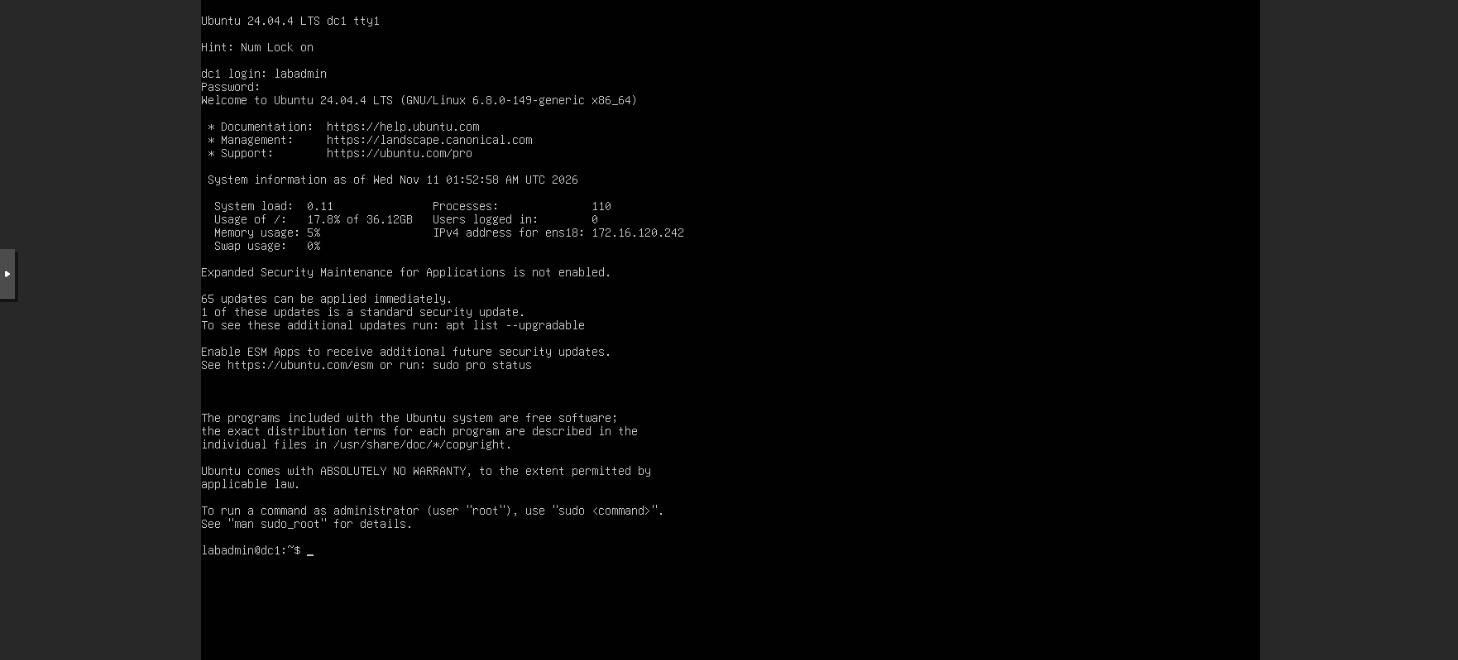 Ubuntu 24.04.4 LTS dc1 tty1
Hint: Num Lock on
dc1 login: labadmin
Password:
Welcome to Ubuntu 24.04.4 LTS (GNU/Linux 6.8.0-149-generic x86_64)
* Documentation:  https://help.ubuntu.com
* Management:     https://landscape.canonical.com
* Support:        https://ubuntu.com/pro
System information as of Wed Nov 11 01:52:58 AM UTC 2026
System load:  0.11               Processes:              110
Usage of /:   17.8% of 36.12GB   Users logged in:        0
Memory usage: 5%                 IPv4 address for ens18: 172.16.120.242
Swap usage:   0%
Expanded Security Maintenance for Applications is not enabled.
65 updates can be applied immediately.
1 of these updates is a standard security update.
To see these additional updates run: apt list --upgradable
Enable ESM Apps to receive additional future security updates.
See https://ubuntu.com/esm or run: sudo pro status
The programs included with the Ubuntu system are free software;
the exact distribution terms for each program are described in the
individual files in /usr/share/doc/*/copyright.
Ubuntu comes with ABSOLUTELY NO WARRANTY, to the extent permitted by
applicable law.
To run a command as administrator (user "root"), use "sudo <command>".
See "man sudo_root" for details.
labadmin@dc1:~$ _